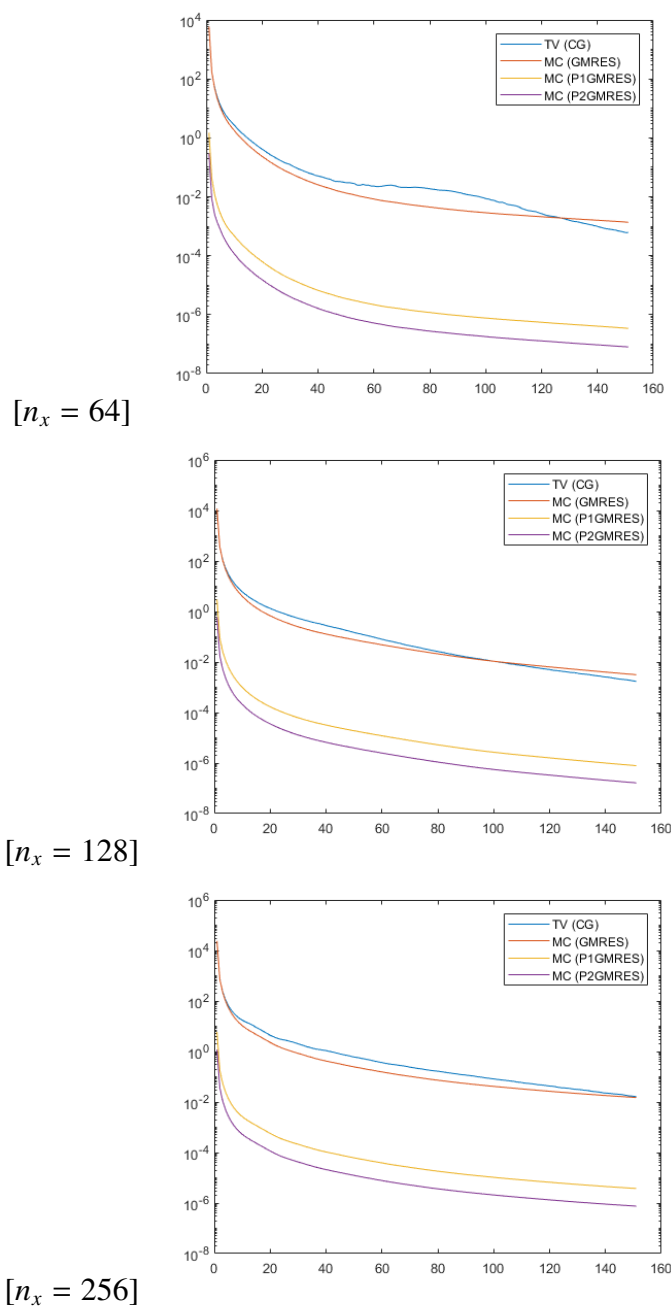 10^4
10^2
10^0
10^-2
10^-4
10^-6
10^-8
0 20 40 60 80 100 120 140 160
TV (CG)
MC (GMRES)
MC (P1GMRES)
MC (P2GMRES)
[n_x = 64]
10^6
10^4
10^2
10^0
10^-2
10^-4
10^-6
10^-8
0 20 40 60 80 100 120 140 160
TV (CG)
MC (GMRES)
MC (P1GMRES)
MC (P2GMRES)
[n_x = 128]
10^6
10^4
10^2
10^0
10^-2
10^-4
10^-6
10^-8
0 20 40 60 80 100 120 140 160
TV (CG)
MC (GMRES)
MC (P1GMRES)
MC (P2GMRES)
[n_x = 256]